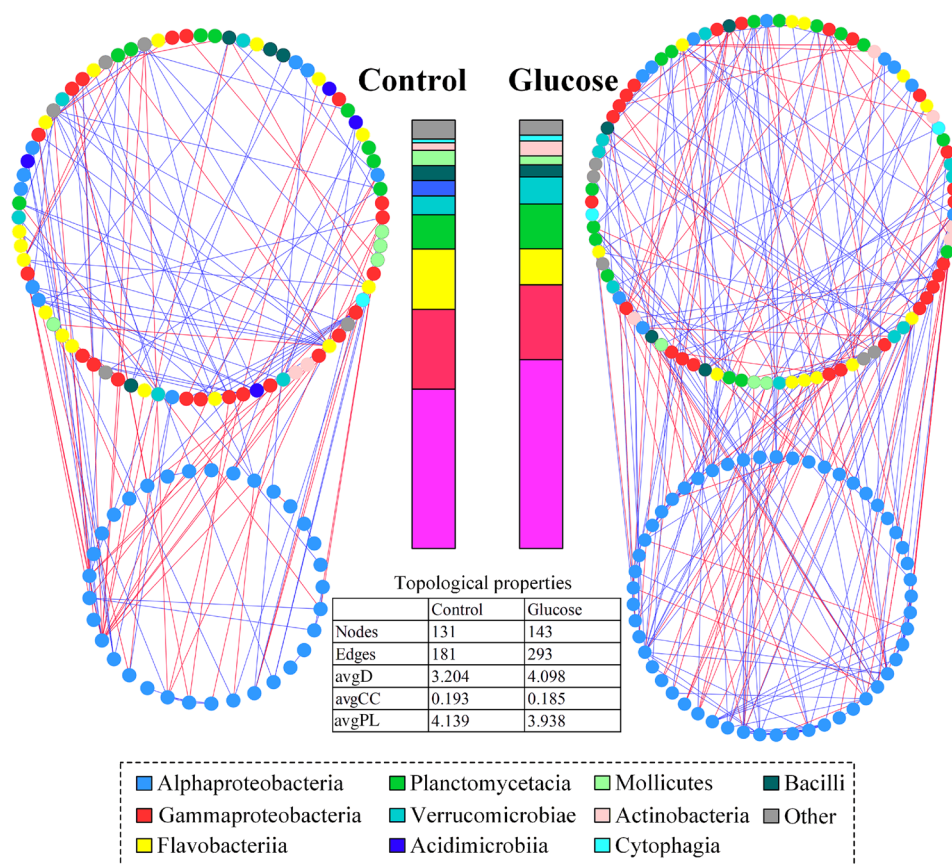 Control Glucose
Topological properties
Control Glucose
Nodes 131 143
Edges 181 293
avgD 3.204 4.098
avgCC 0.193 0.185
avgPL 4.139 3.938
Alphaproteobacteria Planctomycetacia Mollicutes Bacilli
Gammaproteobacteria Verrucomicrobiae Actinobacteria Other
Flavobacteriia Acidimicrobiia Cytophagia